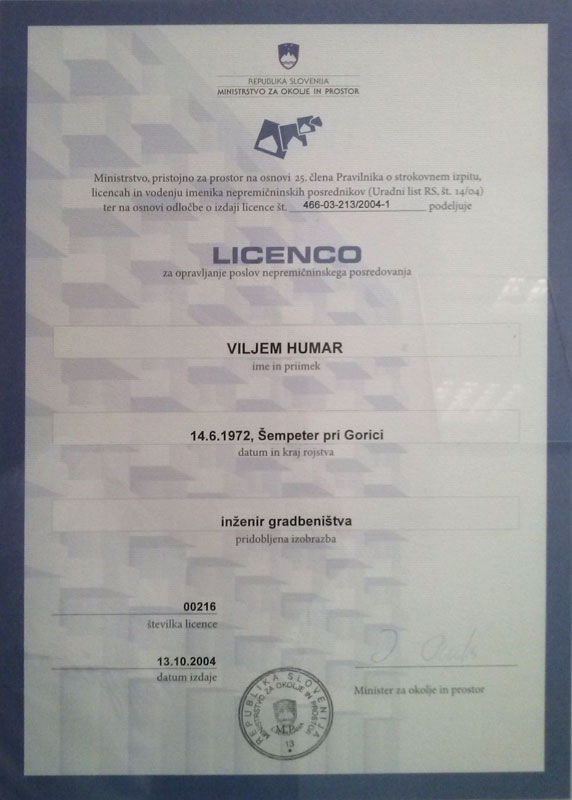 REPUBLIKA SLOVENIJA
MINISTRSTVO ZA OKOLJE IN PROSTOR
Ministrstvo, pristojno za prostor na osnovi 25. člena Pravilnika o strokovnem izpitu,
licencah in vodenju imenika nepremičninskih posrednikov (Uradni list RS, št. 14/04)
ter na osnovi odločbe o izdaji licence št. 466-03-213/2004-1 podeljuje
LICENCO
za opravljanje poslov nepremičninskega posredovanja
VILJEM HUMAR
ime in priimek
14.6.1972, Šempeter pri Gorici
datum in kraj rojstva
inženir gradbeništva
pridobljena izobrazba
00216
številka licence
13.10.2004
datum izdaje
Minister za okolje in prostor
REPUBLIKA SLOVENIJA
MINISTRSTVO ZA OKOLJE IN PROSTOR
M.P.
13